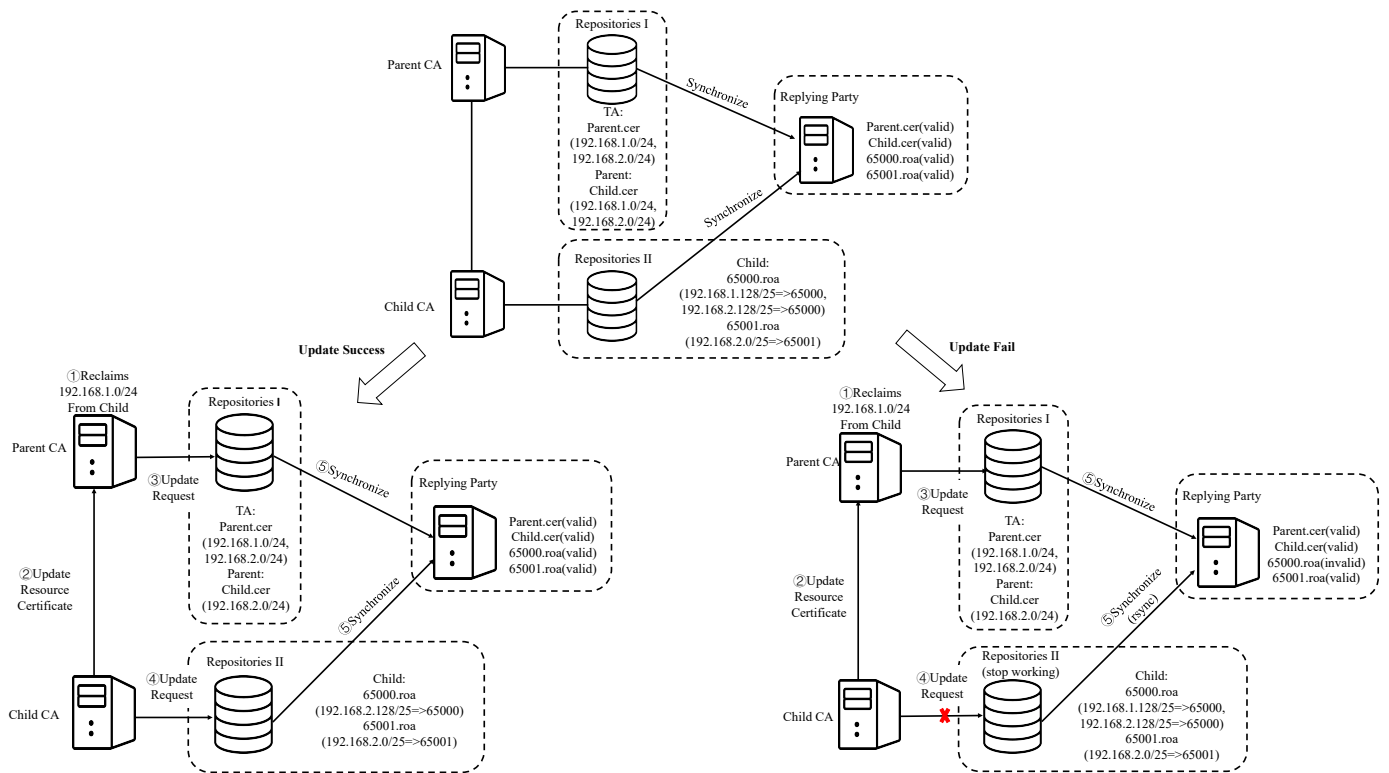 Repositories I
Parent CA
Synchronize
TA:
Parent.cer
(192.168.1.0/24,
192.168.2.0/24)
Parent:
Child.cer
(192.168.1.0/24,
192.168.2.0/24)
Replying Party
Parent.cer(valid)
Child.cer(valid)
65000.roa(valid)
65001.roa(valid)
Synchronize
Repositories II
Child CA
Child:
65000.roa
(192.168.1.128/25=>65000,
192.168.2.128/25=>65000)
65001.roa
(192.168.2.0/25=>65001)
Update Success
Update Fail
①Reclaims
192.168.1.0/24
From Child
Parent CA
Repositories I
③Update
Request
⑤Synchronize
TA:
Parent.cer
(192.168.1.0/24,
192.168.2.0/24)
Parent:
Child.cer
(192.168.2.0/24)
Replying Party
Parent.cer(valid)
Child.cer(valid)
65000.roa(valid)
65001.roa(valid)
②Update
Resource
Certificate
⑤Synchronize
Repositories II
④Update
Request
Child CA
Child:
65000.roa
(192.168.2.128/25=>65000)
65001.roa
(192.168.2.0/25=>65001)
①Reclaims
192.168.1.0/24
From Child
Parent CA
Repositories I
③Update
Request
⑤Synchronize
TA:
Parent.cer
(192.168.1.0/24,
192.168.2.0/24)
Parent:
Child.cer
(192.168.2.0/24)
Replying Party
Parent.cer(valid)
Child.cer(valid)
65000.roa(invalid)
65001.roa(valid)
②Update
Resource
Certificate
⑤Synchronize
(rsync)
Repositories II
(stop working)
④Update
Request
Child CA
Child:
65000.roa
(192.168.1.128/25=>65000,
192.168.2.128/25=>65000)
65001.roa
(192.168.2.0/25=>65001)